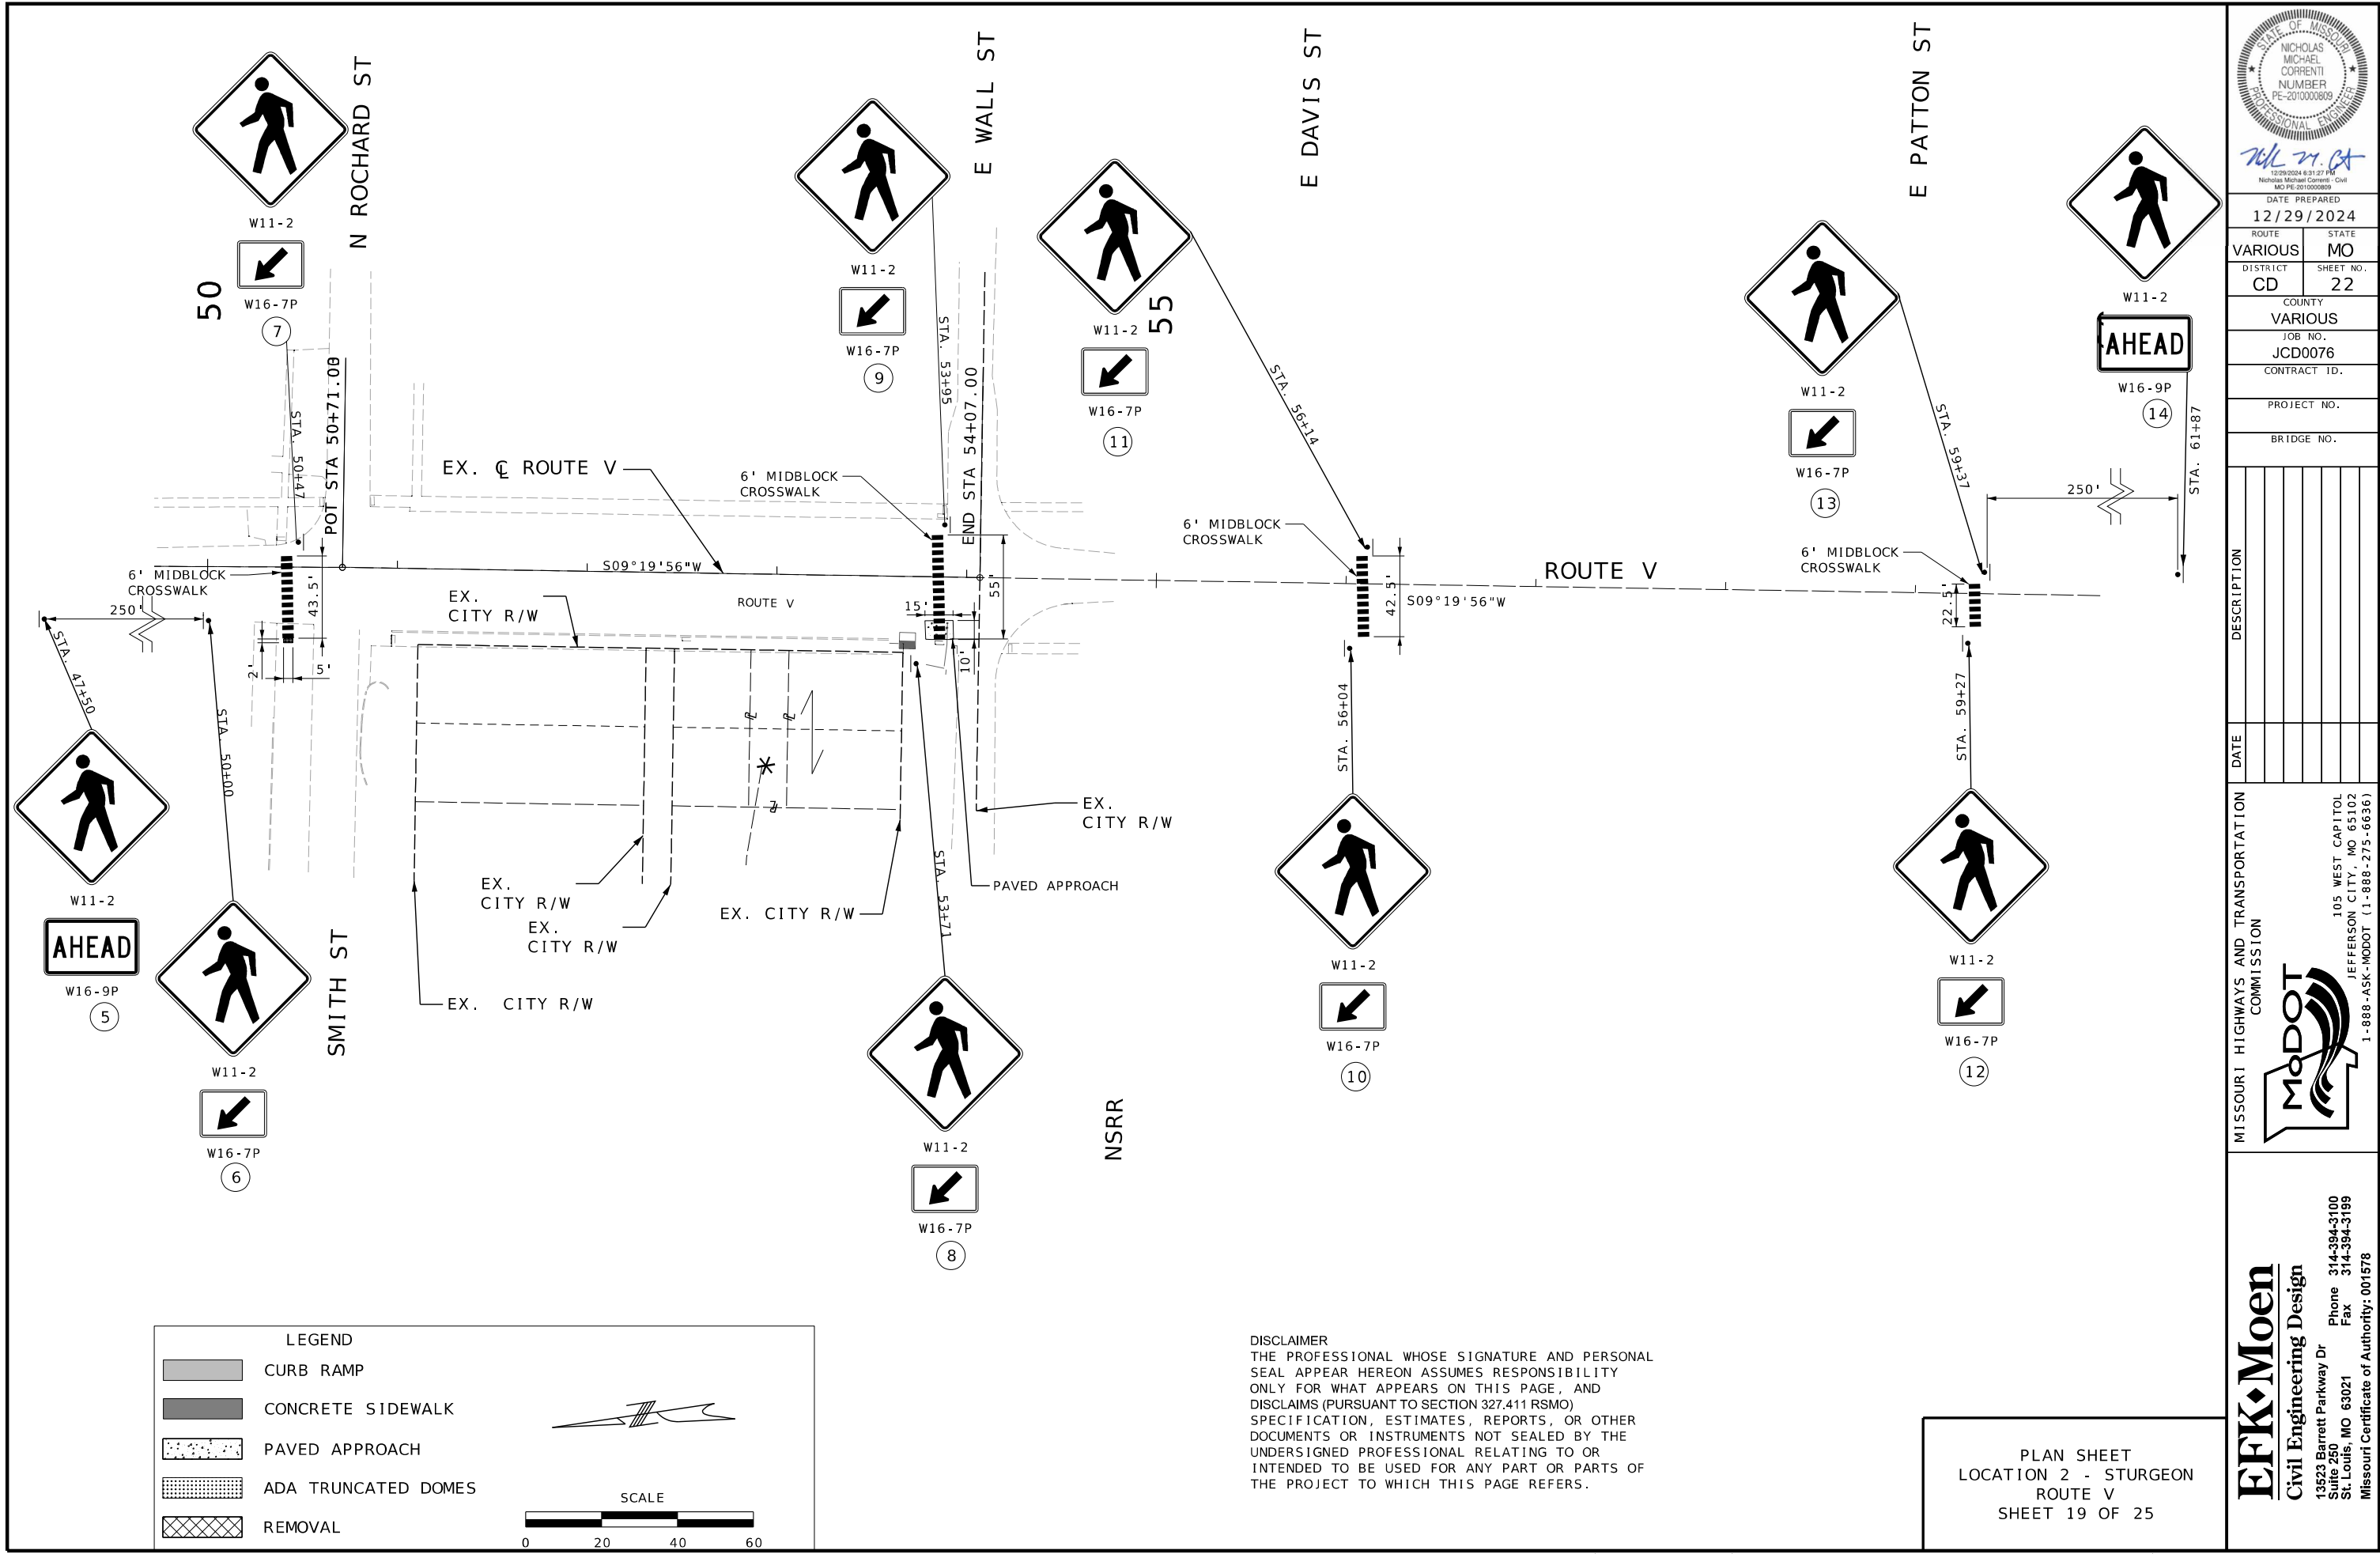 N ROCHARD ST
E WALL ST
E DAVIS ST
E PATTON ST
W11-2
W16-7P
7
50
STA. 50+47
POT STA 50+71.00
W11-2
W16-7P
9
STA. 53+95
END STA 54+07.00
W11-2
55
W16-7P
11
STA. 56+14
W11-2
W16-7P
13
STA. 59+37
W11-2
AHEAD
W16-9P
14
STA. 61+87
250'
EX. ℄ ROUTE V
6' MIDBLOCK
CROSSWALK
6' MIDBLOCK
CROSSWALK
6' MIDBLOCK
CROSSWALK
6' MIDBLOCK
CROSSWALK
S09°19'56"W
ROUTE V
S09°19'56"W
ROUTE V
250'
43.5'
2'
5'
15'
55'
10'
42.5'
22.5'
EX.
CITY R/W
STA. 47+50
STA. 50+00
STA. 53+71
STA. 56+04
STA. 59+27
W11-2
AHEAD
W16-9P
5
W11-2
W16-7P
6
SMITH ST
EX.
CITY R/W
EX.
CITY R/W
EX. CITY R/W
EX. CITY R/W
EX.
CITY R/W
PAVED APPROACH
W11-2
W16-7P
8
NSRR
W11-2
W16-7P
10
W11-2
W16-7P
12
LEGEND
CURB RAMP
CONCRETE SIDEWALK
PAVED APPROACH
ADA TRUNCATED DOMES
REMOVAL
SCALE
0 20 40 60
DISCLAIMER
THE PROFESSIONAL WHOSE SIGNATURE AND PERSONAL
SEAL APPEAR HEREON ASSUMES RESPONSIBILITY
ONLY FOR WHAT APPEARS ON THIS PAGE, AND
DISCLAIMS (PURSUANT TO SECTION 327.411 RSMO)
SPECIFICATION, ESTIMATES, REPORTS, OR OTHER
DOCUMENTS OR INSTRUMENTS NOT SEALED BY THE
UNDERSIGNED PROFESSIONAL RELATING TO OR
INTENDED TO BE USED FOR ANY PART OR PARTS OF
THE PROJECT TO WHICH THIS PAGE REFERS.
PLAN SHEET
LOCATION 2 - STURGEON
ROUTE V
SHEET 19 OF 25
STATE OF MISSOURI
NICHOLAS
MICHAEL
CORRENTI
NUMBER
PE-2010000809
PROFESSIONAL ENGINEER
12/29/2024 6:31:27 PM
Nicholas Michael Correnti - Civil
MO PE-2010000809
DATE PREPARED
12/29/2024
ROUTE STATE
VARIOUS MO
DISTRICT SHEET NO.
CD 22
COUNTY
VARIOUS
JOB NO.
JCD0076
CONTRACT ID.
PROJECT NO.
BRIDGE NO.
DESCRIPTION
DATE
MISSOURI HIGHWAYS AND TRANSPORTATION
COMMISSION
MODOT
105 WEST CAPITOL
JEFFERSON CITY, MO 65102
1-888-ASK-MODOT (1-888-275-6636)
EFK◆Moen
Civil Engineering Design
13523 Barrett Parkway Dr
Suite 250 Phone 314-394-3100
St. Louis, MO 63021 Fax 314-394-3199
Missouri Certificate of Authority: 001578